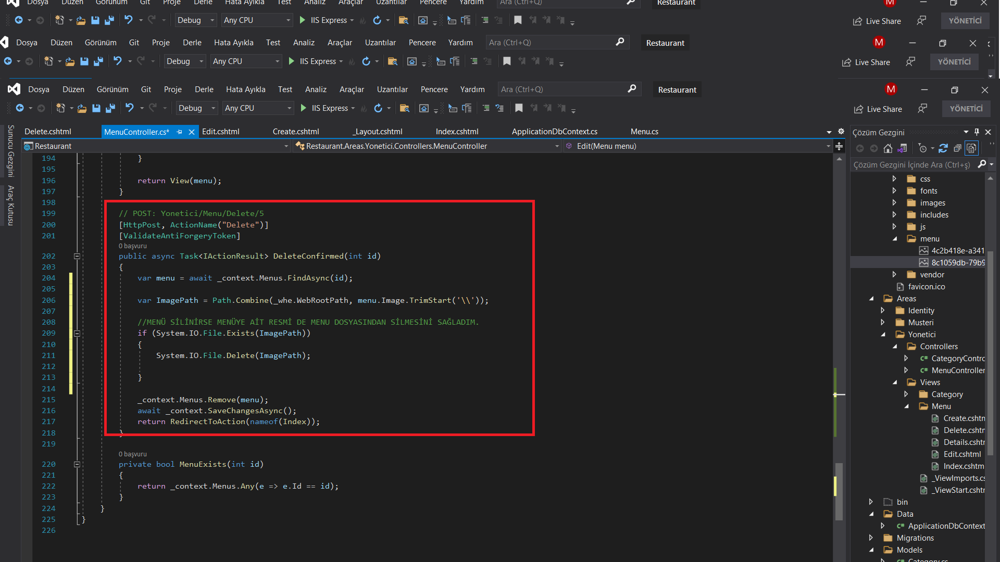 Dosya Düzen Görünüm Git Proje Derle Hata Ayıkla Test Analiz Araçlar Uzantılar Pencere Yardım Ara (Ctrl+Q) Restaurant M
Debug Any CPU IIS Express Live Share YÖNETİCİ
Dosya Düzen Görünüm Git Proje Derle Hata Ayıkla Test Analiz Araçlar Uzantılar Pencere Yardım Ara (Ctrl+Q) Restaurant M
Debug Any CPU IIS Express Live Share YÖNETİCİ
Dosya Düzen Görünüm Git Proje Derle Hata Ayıkla Test Analiz Araçlar Uzantılar Pencere Yardım Ara (Ctrl+Q) Restaurant M
Debug Any CPU IIS Express Live Share YÖNETİCİ
Sunucu Gezgini
Araç Kutusu
Delete.cshtml MenuController.cs* Edit.cshtml Create.cshtml _Layout.cshtml Index.cshtml ApplicationDbContext.cs Menu.cs
Restaurant Restaurant.Areas.Yonetici.Controllers.MenuController Edit(Menu menu)
194 }
195
196 return View(menu);
197 }
198
199 // POST: Yonetici/Menu/Delete/5
200 [HttpPost, ActionName("Delete")]
201 [ValidateAntiForgeryToken]
0 başvuru
202 public async Task<IActionResult> DeleteConfirmed(int id)
203 {
204 var menu = await _context.Menus.FindAsync(id);
205
206 var ImagePath = Path.Combine(_whe.WebRootPath, menu.Image.TrimStart('\\'));
207
208 //MENÜ SİLİNİRSE MENÜYE AİT RESMİ DE MENU DOSYASINDAN SİLMESİNİ SAĞLADIM.
209 if (System.IO.File.Exists(ImagePath))
210 {
211 System.IO.File.Delete(ImagePath);
212
213 }
214
215 _context.Menus.Remove(menu);
216 await _context.SaveChangesAsync();
217 return RedirectToAction(nameof(Index));
218 }
219
0 başvuru
220 private bool MenuExists(int id)
221 {
222 return _context.Menus.Any(e => e.Id == id);
223 }
224 }
225 }
226
Çözüm Gezgini
Çözüm Gezgini İçinde Ara (Ctrl+ş)
css
fonts
images
includes
js
menu
4c2b418e-a341
8c1059db-79b9
vendor
favicon.ico
Areas
Identity
Musteri
Yonetici
Controllers
C# CategoryContro
C# MenuController
Views
Category
Menu
Create.cshtm
Delete.cshtm
Details.cshtm
Edit.cshtml
Index.cshtm
_ViewImports.cs
_ViewStart.cshtm
bin
Data
C# ApplicationDbContext
Migrations
Models
C# Category.cs